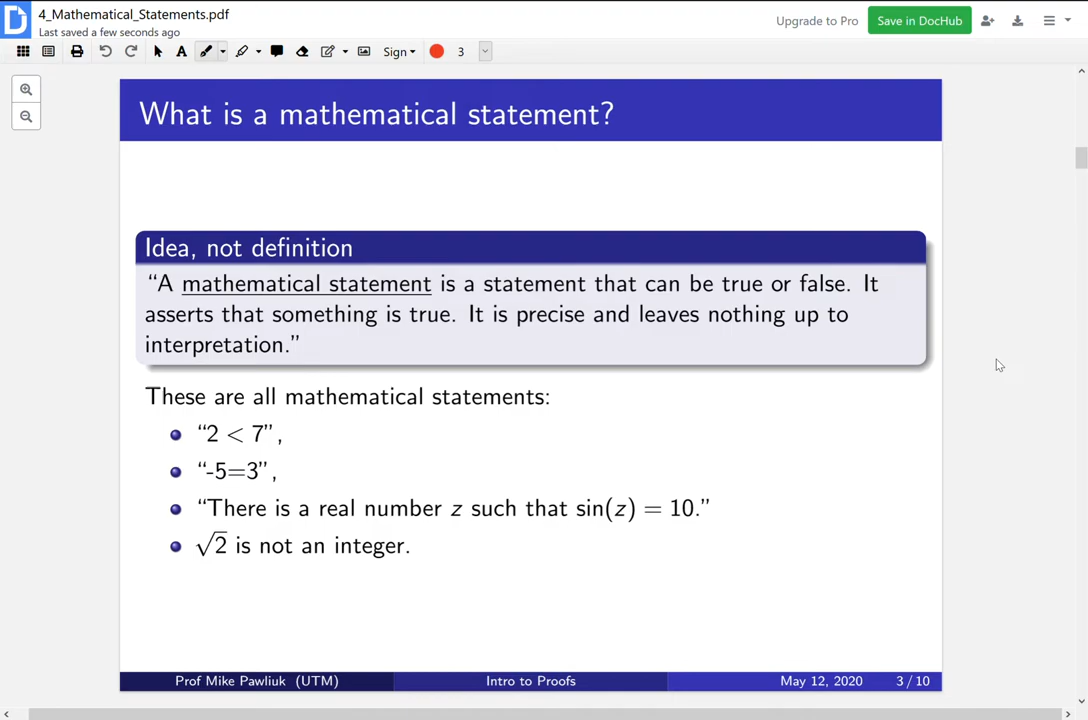 4_Mathematical_Statements.pdf
Last saved a few seconds ago
Upgrade to Pro
Save in DocHub
A
Sign
3
What is a mathematical statement?
Idea, not definition
“A mathematical statement is a statement that can be true or false. It
asserts that something is true. It is precise and leaves nothing up to
interpretation.”
These are all mathematical statements:
“2 < 7”,
“-5=3”,
“There is a real number z such that sin(z) = 10.”
√2 is not an integer.
Prof Mike Pawliuk (UTM)
Intro to Proofs
May 12, 2020
3 / 10